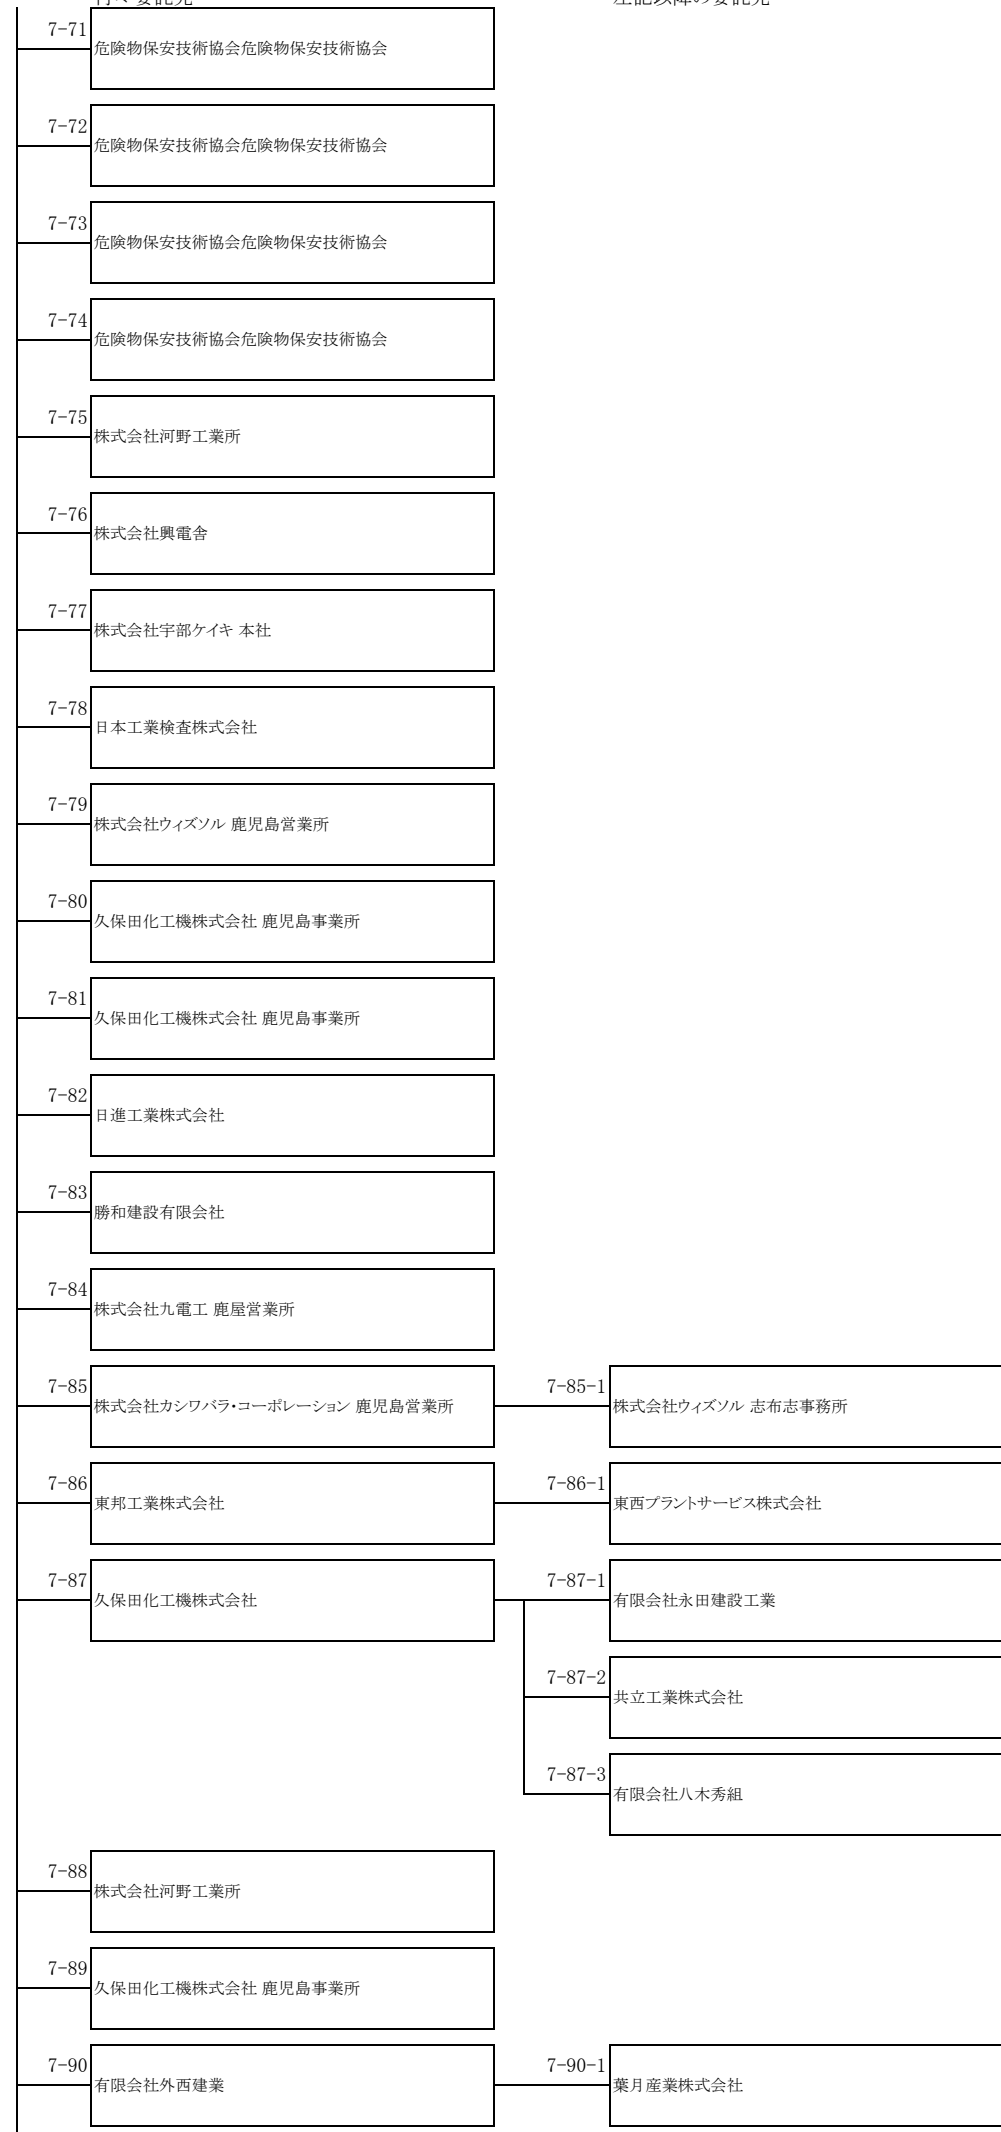 7-71
危険物保安技術協会危険物保安技術協会
7-72
危険物保安技術協会危険物保安技術協会
7-73
危険物保安技術協会危険物保安技術協会
7-74
危険物保安技術協会危険物保安技術協会
7-75
株式会社河野工業所
7-76
株式会社興電舎
7-77
株式会社宇部ケイキ 本社
7-78
日本工業検査株式会社
7-79
株式会社ウィズソル 鹿児島営業所
7-80
久保田化工機株式会社 鹿児島事業所
7-81
久保田化工機株式会社 鹿児島事業所
7-82
日進工業株式会社
7-83
勝和建設有限会社
7-84
株式会社九電工 鹿屋営業所
7-85
株式会社カシワバラ・コーポレーション 鹿児島営業所
7-85-1
株式会社ウィズソル 志布志事務所
7-86
東邦工業株式会社
7-86-1
東西プラントサービス株式会社
7-87
久保田化工機株式会社
7-87-1
有限会社永田建設工業
7-87-2
共立工業株式会社
7-87-3
有限会社八木秀組
7-88
株式会社河野工業所
7-89
久保田化工機株式会社 鹿児島事業所
7-90
有限会社外西建業
7-90-1
葉月産業株式会社